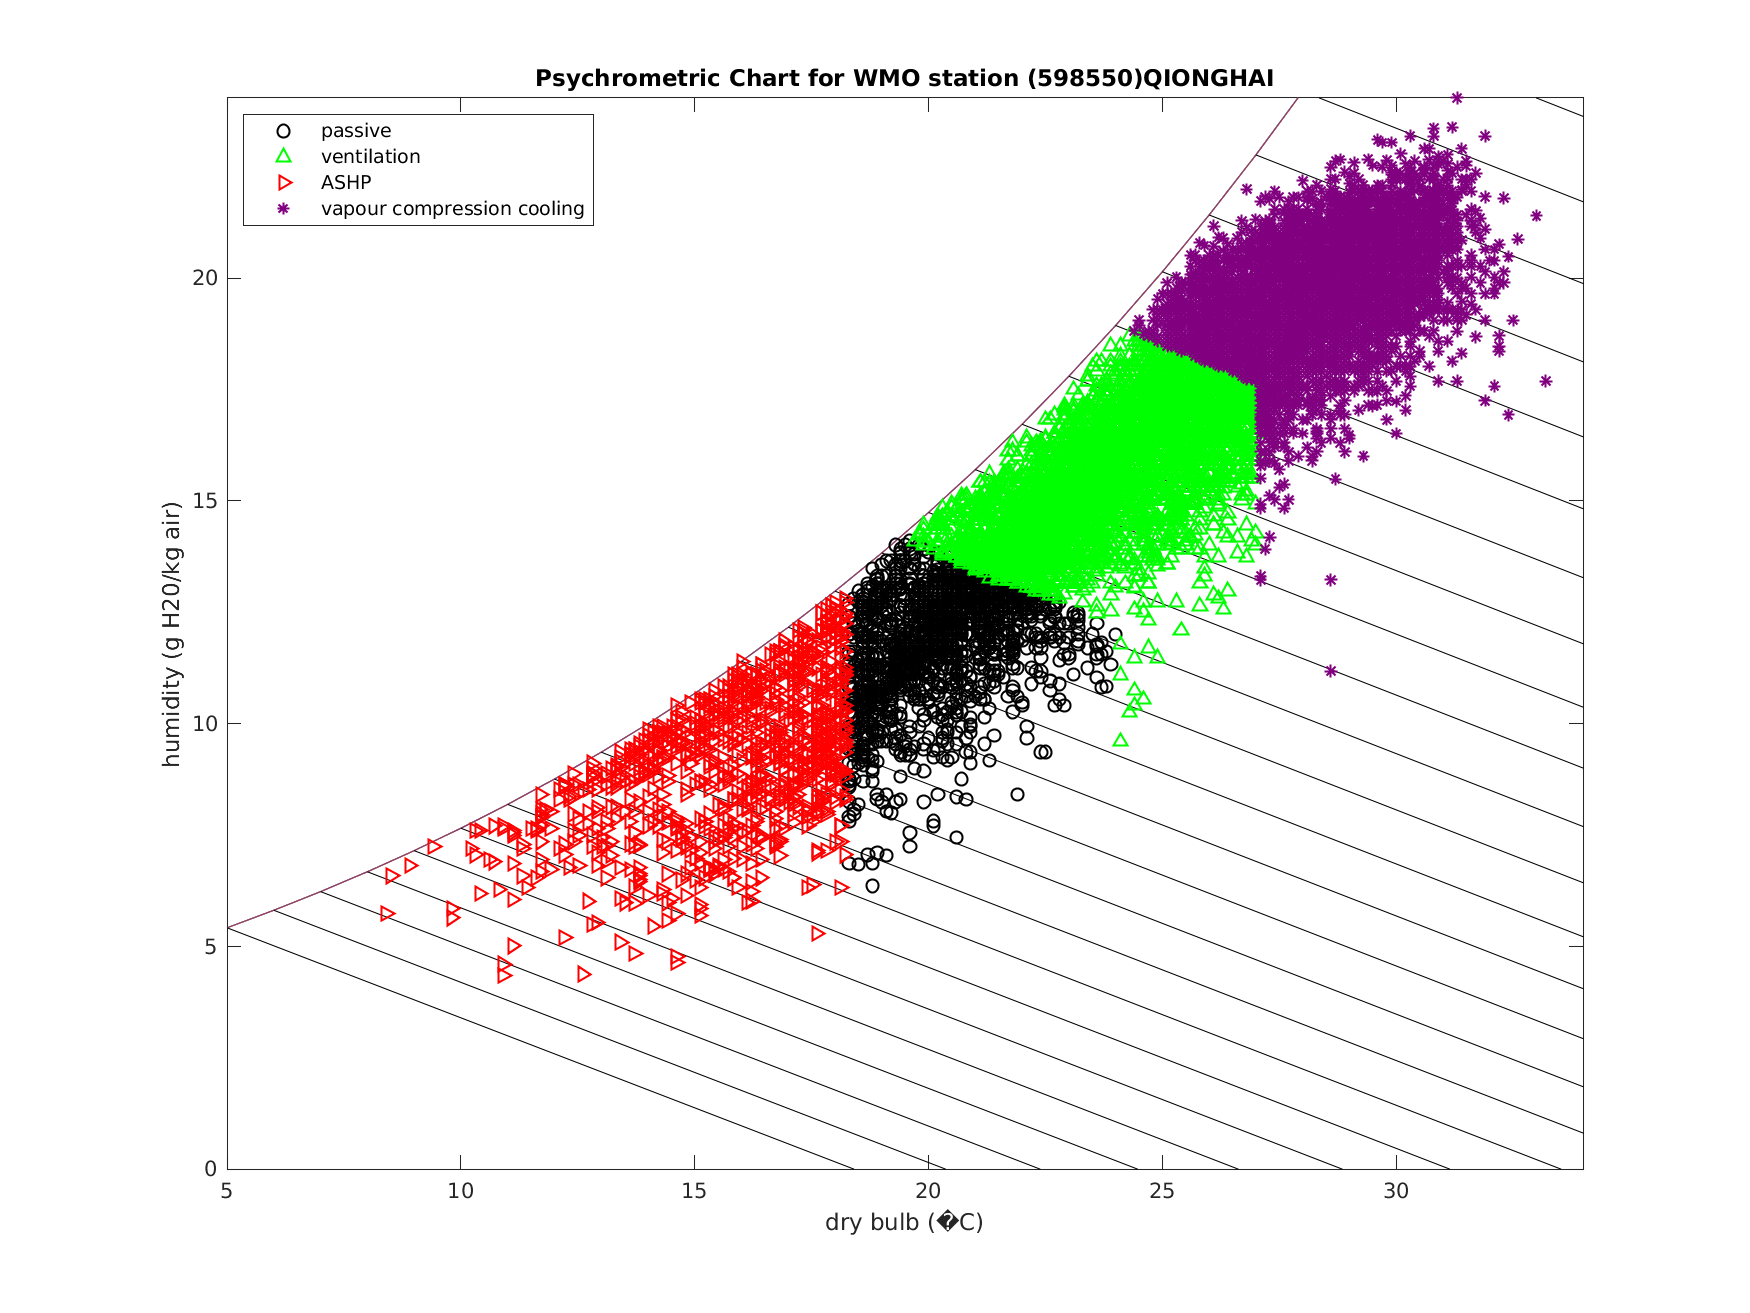 Psychrometric Chart for WMO station (598550)QIONGHAI
passive
ventilation
ASHP
vapour compression cooling
humidity (g H20/kg air)
20
15
10
5
0
5
10
15
20
25
30
dry bulb (�C)